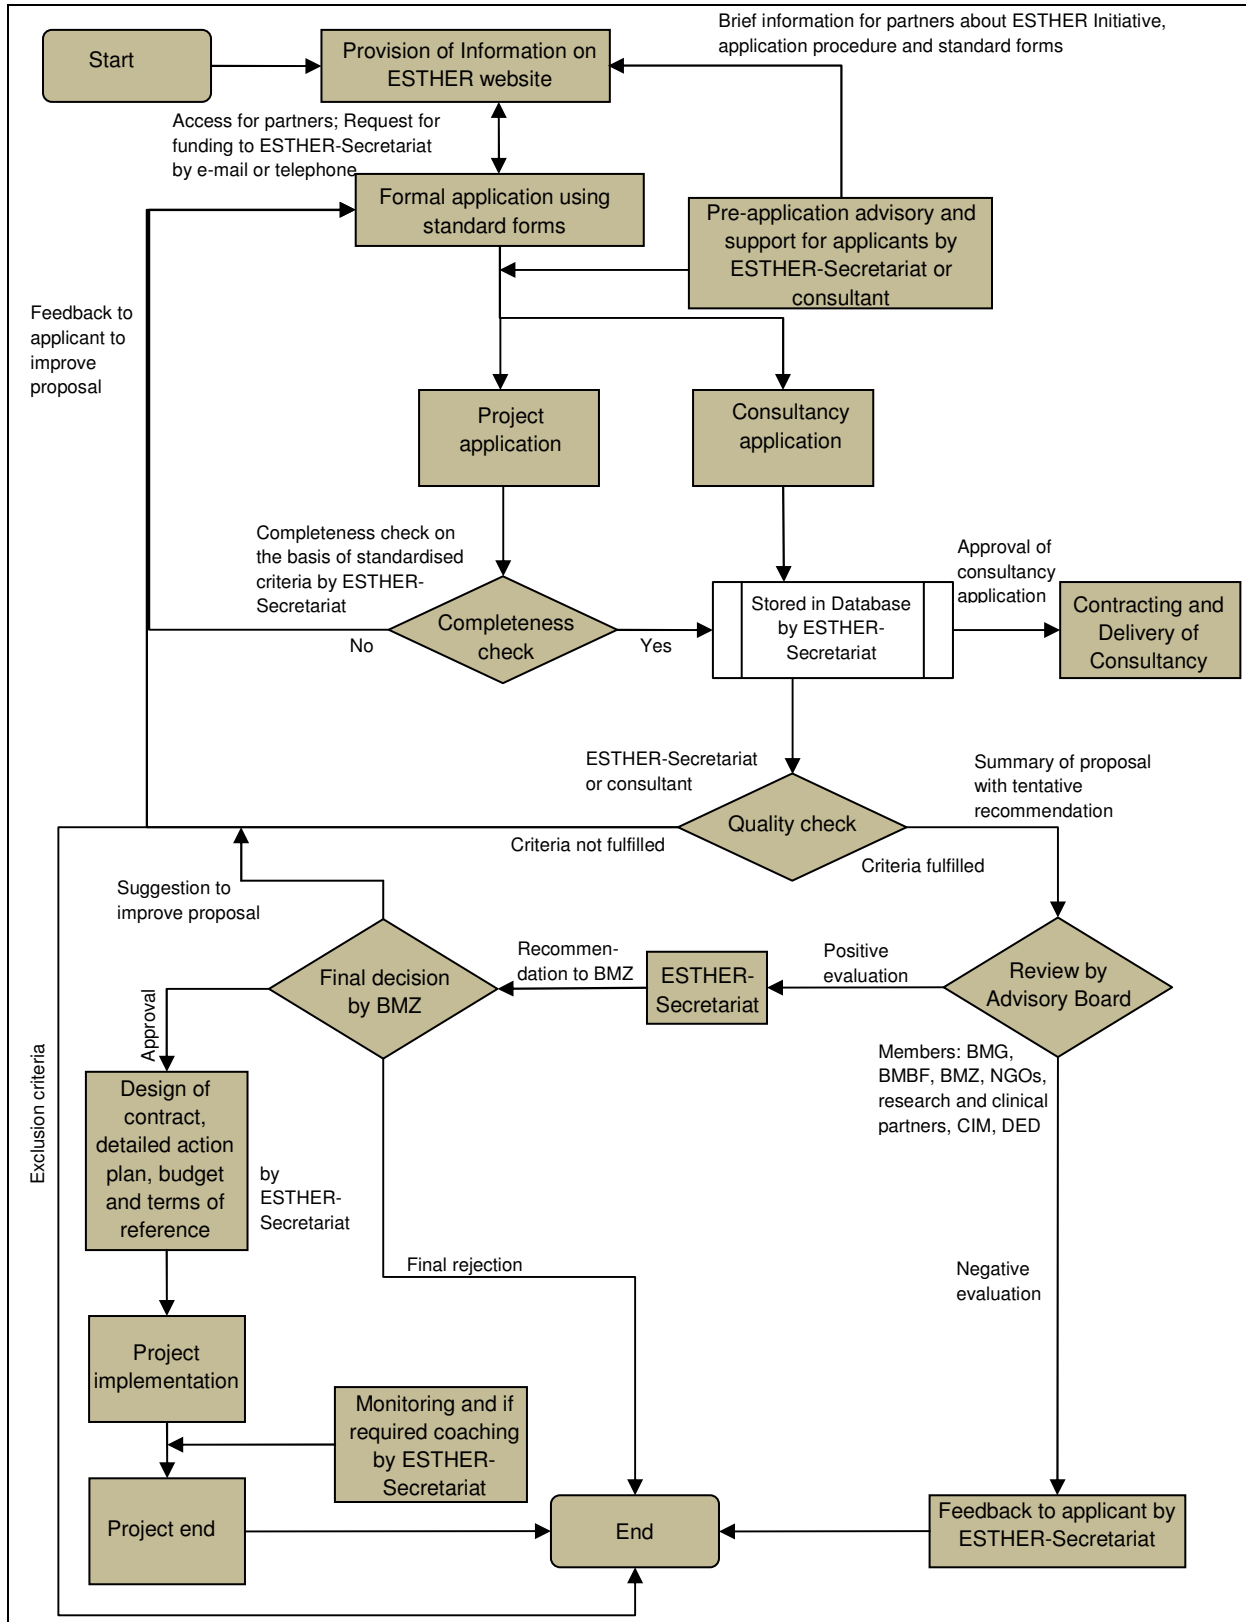 Brief information for partners about ESTHER Initiative,
application procedure and standard forms
Start
Provision of Information on
ESTHER website
Access for partners; Request for
funding to ESTHER-Secretariat
by e-mail or telephone
Formal application using
standard forms
Pre-application advisory and
support for applicants by
ESTHER-Secretariat or
consultant
Feedback to
applicant to
improve
proposal
Project
application
Consultancy
application
Completeness check on
the basis of standardised
criteria by ESTHER-
Secretariat
Completeness
check
No
Yes
Stored in Database
by ESTHER-
Secretariat
Approval of
consultancy
application
Contracting and
Delivery of
Consultancy
ESTHER-Secretariat
or consultant
Quality check
Summary of proposal
with tentative
recommendation
Criteria not fulfilled
Criteria fulfilled
Suggestion to
improve proposal
Final decision
by BMZ
Recommen-
dation to BMZ
ESTHER-
Secretariat
Positive
evaluation
Review by
Advisory Board
Members: BMG,
BMBF, BMZ, NGOs,
research and clinical
partners, CIM, DED
Approval
Exclusion criteria
Design of
contract,
detailed action
plan, budget
and terms of
reference
by
ESTHER-
Secretariat
Final rejection
Negative
evaluation
Project
implementation
Monitoring and if
required coaching
by ESTHER-
Secretariat
Project end
End
Feedback to applicant by
ESTHER-Secretariat